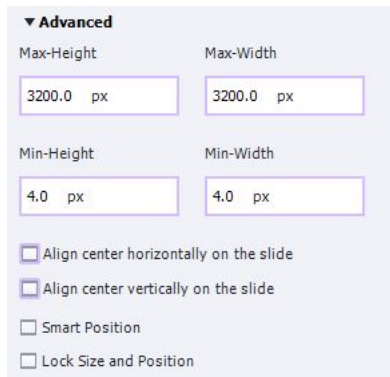 Advanced
Max-Height Max-Width
3200.0 px 3200.0 px
Min-Height Min-Width
4.0 px 4.0 px
Align center horizontally on the slide
Align center vertically on the slide
Smart Position
Lock Size and Position